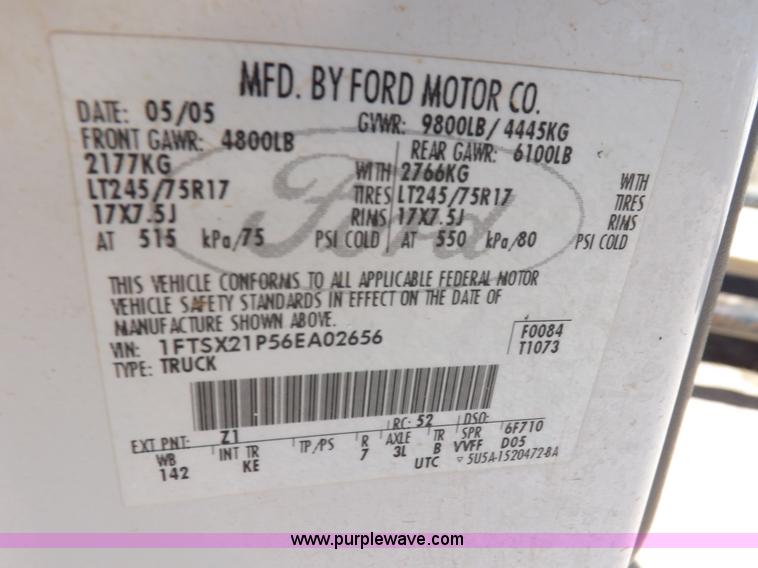 MFD. BY FORD MOTOR CO.
DATE: 05/05 GVWR: 9800LB/ 4445KG
FRONT GAWR: 4800LB REAR GAWR: 6100LB
2177KG WITH 2766KG WITH
LT245/75R17 TIRES LT245/75R17 TIRES
17X7.5J RIMS 17X7.5J RIMS
AT 515 kPa/75 PSI COLD AT 550 kPa/80 PSI COLD
Ford
THIS VEHICLE CONFORMS TO ALL APPLICABLE FEDERAL MOTOR
VEHICLE SAFETY STANDARDS IN EFFECT ON THE DATE OF
MANUFACTURE SHOWN ABOVE.
VIN: 1FTSX21P56EA02656 F0084
TYPE: TRUCK T1073
EXT PNT: Z1 RC: 52 DSO: 6F710
WB INT TR TP/PS R AXLE TR SPR D05
142 KE 7 3L B VVFF
UTC ▽ 5U5A-1520472-BA
www.purplewave.com